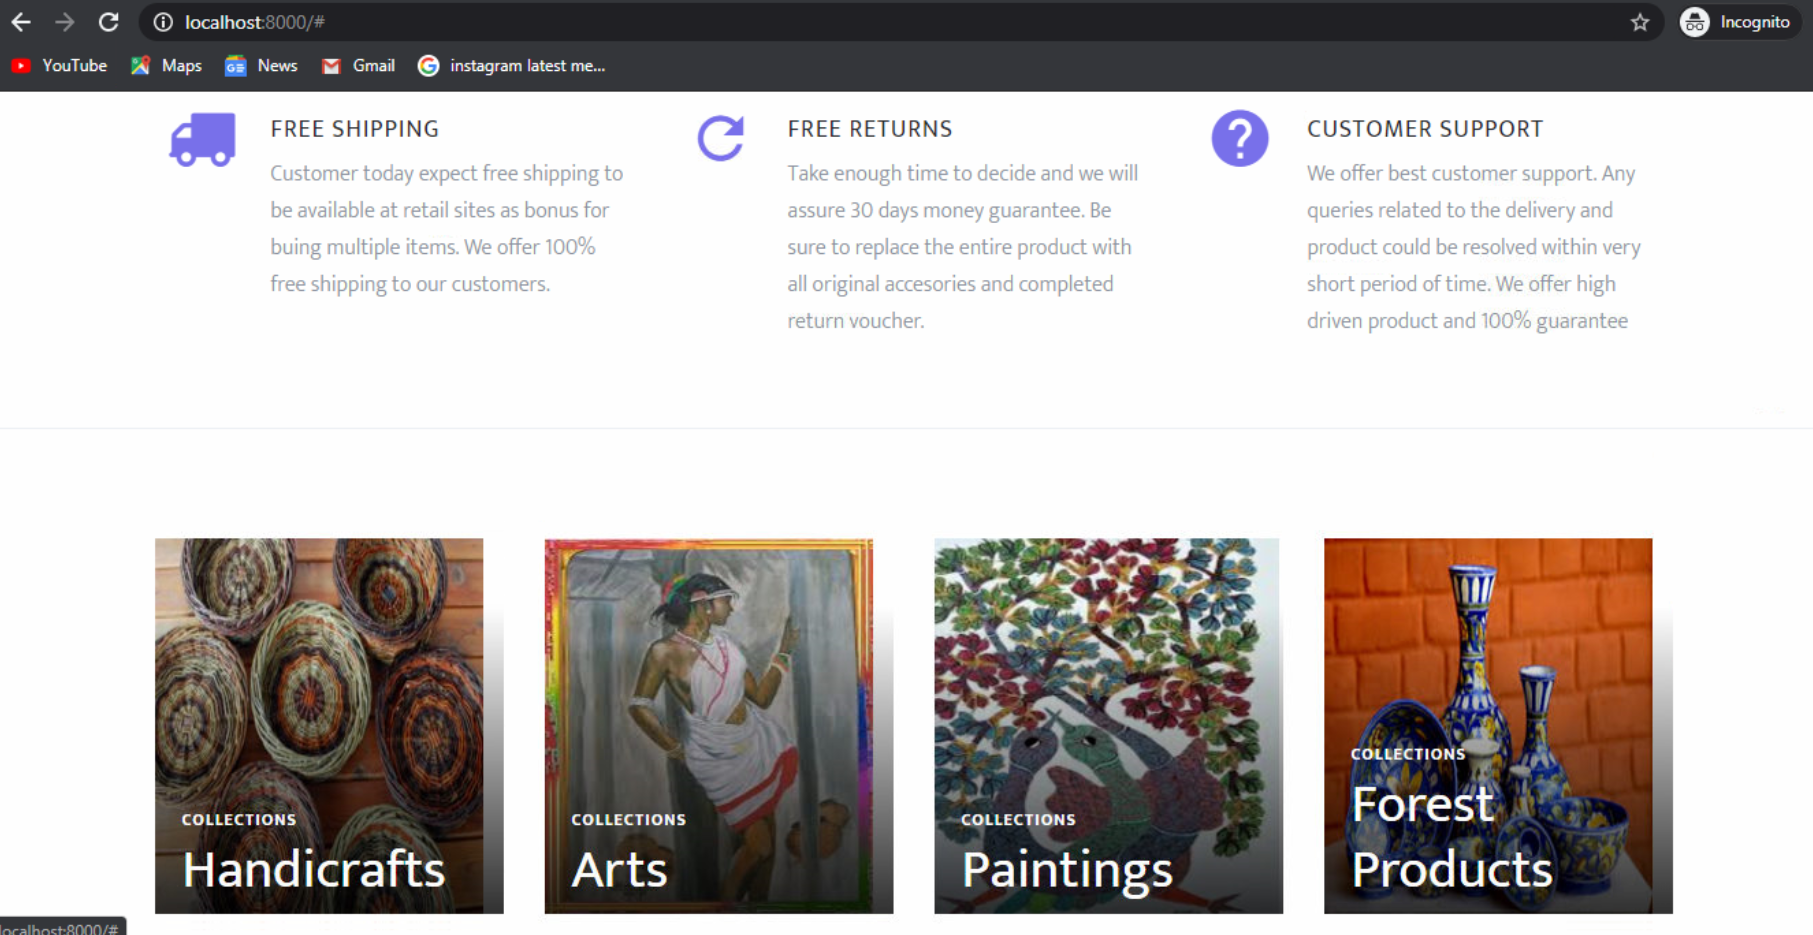 localhost:8000/#
Incognito
YouTube Maps News Gmail instagram latest me...
FREE SHIPPING
Customer today expect free shipping to
be available at retail sites as bonus for
buing multiple items. We offer 100%
free shipping to our customers.
FREE RETURNS
Take enough time to decide and we will
assure 30 days money guarantee. Be
sure to replace the entire product with
all original accesories and completed
return voucher.
CUSTOMER SUPPORT
We offer best customer support. Any
queries related to the delivery and
product could be resolved within very
short period of time. We offer high
driven product and 100% guarantee
COLLECTIONS
Handicrafts
COLLECTIONS
Arts
COLLECTIONS
Paintings
COLLECTIONS
Forest
Products
localhost:8000/#